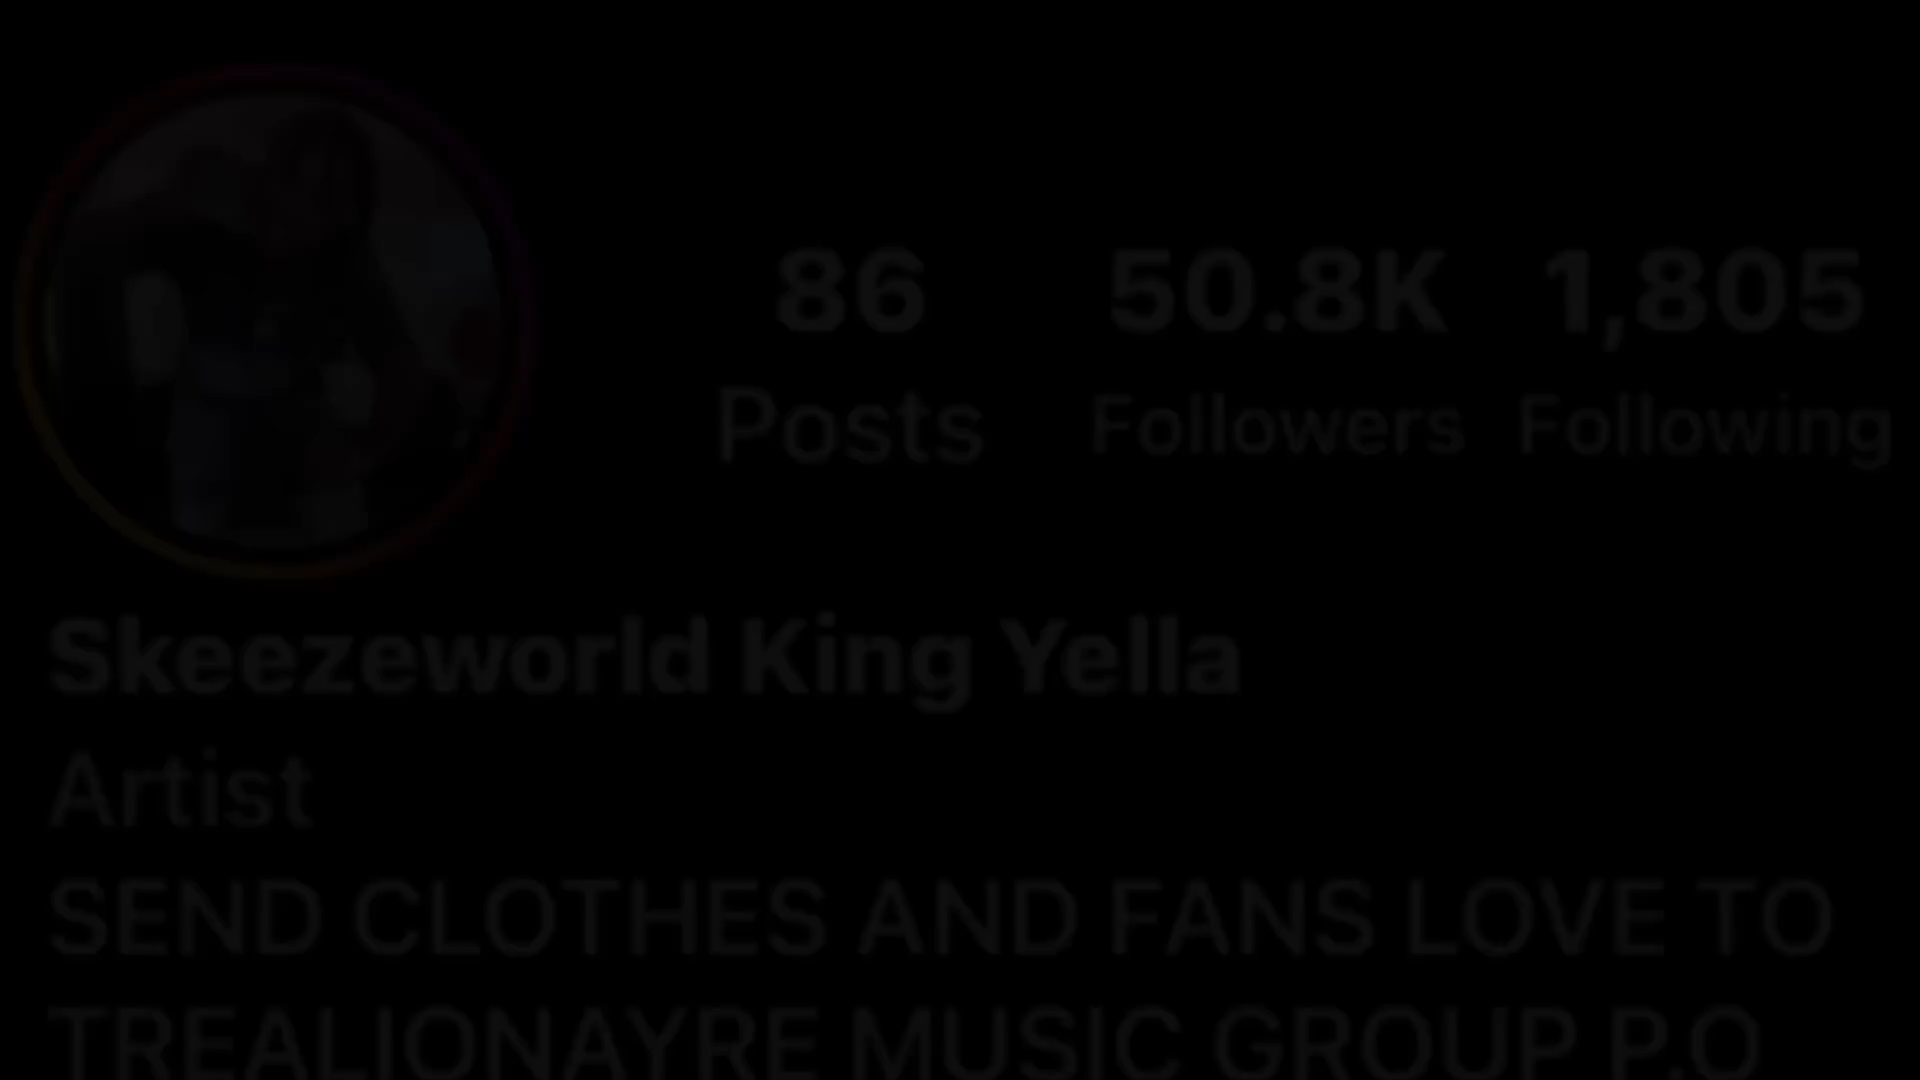 86 50.8K 1,805
Posts Followers Following
Skeezeworld King Yella
Artist
SEND CLOTHES AND FANS LOVE TO
TREALIONAYRE MUSIC GROUP P.O